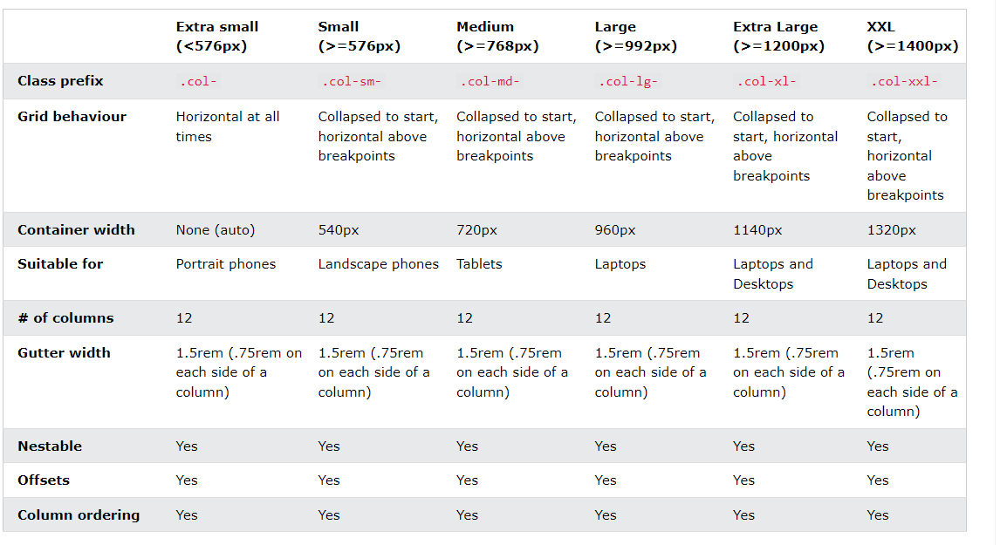 Extra small Small Medium Large Extra Large XXL
(<576px) (>=576px) (>=768px) (>=992px) (>=1200px) (>=1400px)
Class prefix .col- .col-sm- .col-md- .col-lg- .col-xl- .col-xxl-
Grid behaviour Horizontal at all Collapsed to start, Collapsed to start, Collapsed to start, Collapsed to Collapsed to
times horizontal above horizontal above horizontal above start, horizontal start,
breakpoints breakpoints breakpoints above horizontal
breakpoints above
breakpoints
Container width None (auto) 540px 720px 960px 1140px 1320px
Suitable for Portrait phones Landscape phones Tablets Laptops Laptops and Laptops and
Desktops Desktops
# of columns 12 12 12 12 12 12
Gutter width 1.5rem (.75rem on 1.5rem (.75rem 1.5rem (.75rem 1.5rem (.75rem 1.5rem (.75rem 1.5rem
each side of a on each side of a on each side of a on each side of a on each side of a (.75rem on
column) column) column) column) column) each side of a
column)
Nestable Yes Yes Yes Yes Yes Yes
Offsets Yes Yes Yes Yes Yes Yes
Column ordering Yes Yes Yes Yes Yes Yes